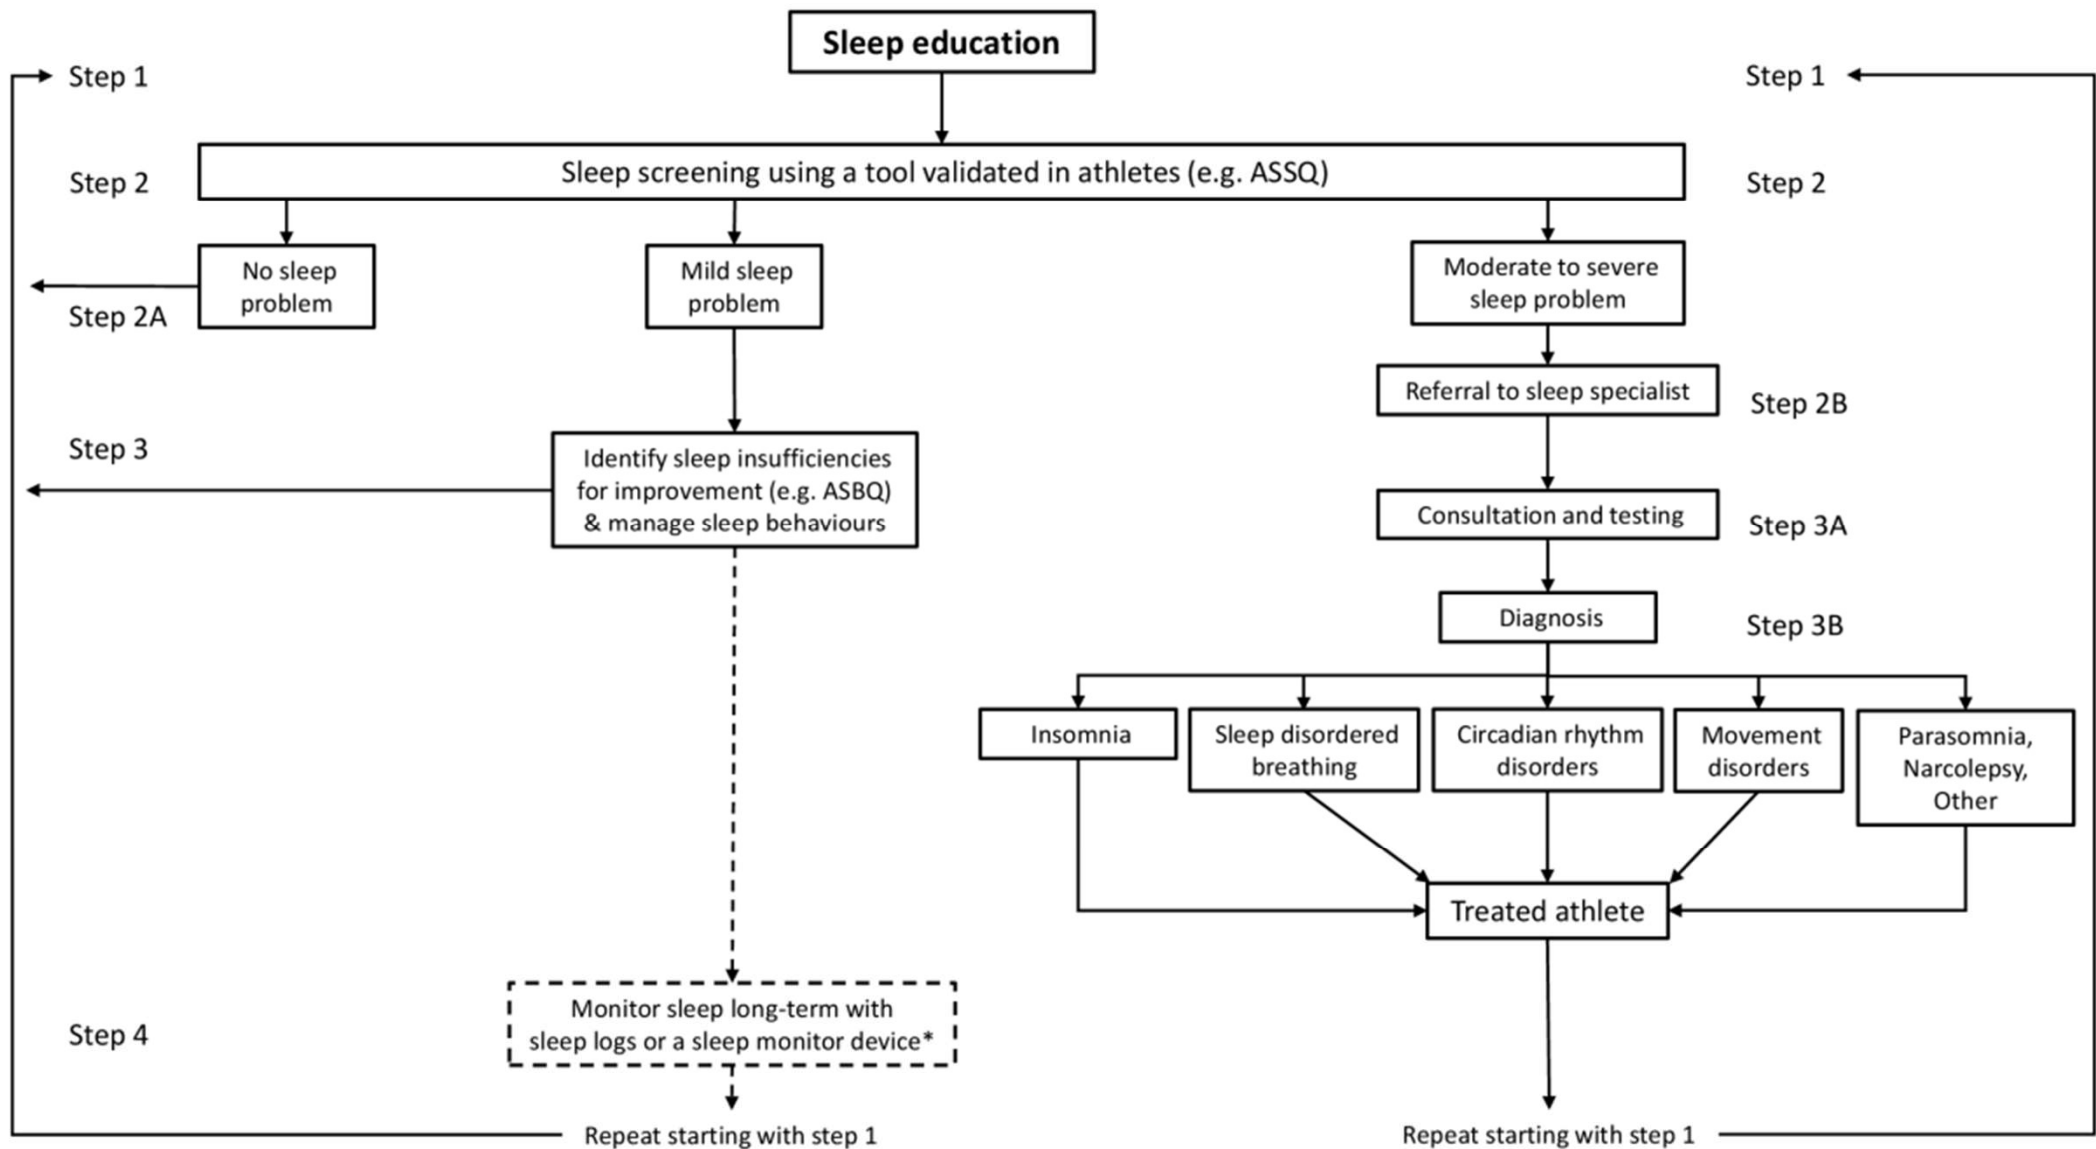 Sleep education
Step 1
Step 1
Sleep screening using a tool validated in athletes (e.g. ASSQ)
Step 2
Step 2
No sleep
problem
Mild sleep
problem
Moderate to severe
sleep problem
Step 2A
Referral to sleep specialist
Step 2B
Step 3
Identify sleep insufficiencies
for improvement (e.g. ASBQ)
& manage sleep behaviours
Consultation and testing
Step 3A
Diagnosis
Step 3B
Insomnia
Sleep disordered
breathing
Circadian rhythm
disorders
Movement
disorders
Parasomnia,
Narcolepsy,
Other
Treated athlete
Step 4
Monitor sleep long-term with
sleep logs or a sleep monitor device*
Repeat starting with step 1
Repeat starting with step 1